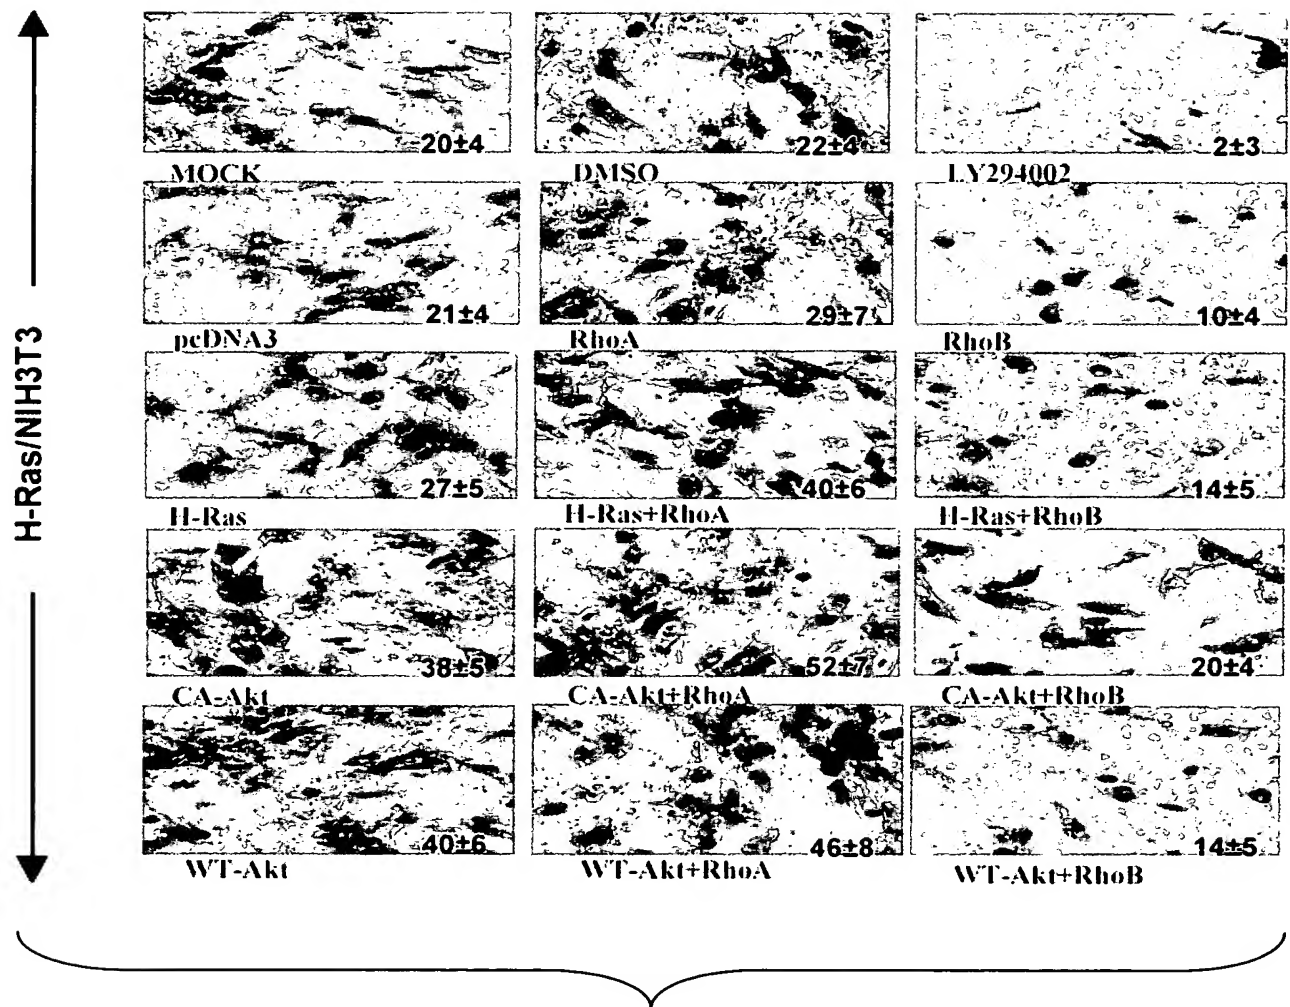 H-Ras/NIH3T3
20±4
22±4
2±3
MOCK
DMSO
LY294002
21±4
29±7
10±4
pcDNA3
RhoA
RhoB
27±5
40±6
14±5
H-Ras
H-Ras+RhoA
H-Ras+RhoB
38±5
52±7
20±4
CA-Akt
CA-Akt+RhoA
CA-Akt+RhoB
40±6
46±8
14±5
WT-Akt
WT-Akt+RhoA
WT-Akt+RhoB